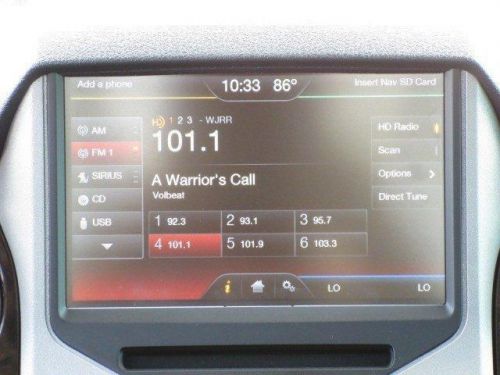 Add a phone
10:33 86°
Insert Nav SD Card
HD 1 2 3 - WJRR
101.1
AM
FM 1
SIRIUS
CD
USB
A Warrior's Call
Volbeat
1 92.3
2 93.1
3 95.7
4 101.1
5 101.9
6 103.3
HD Radio
Scan
Options
Direct Tune
i
LO
LO